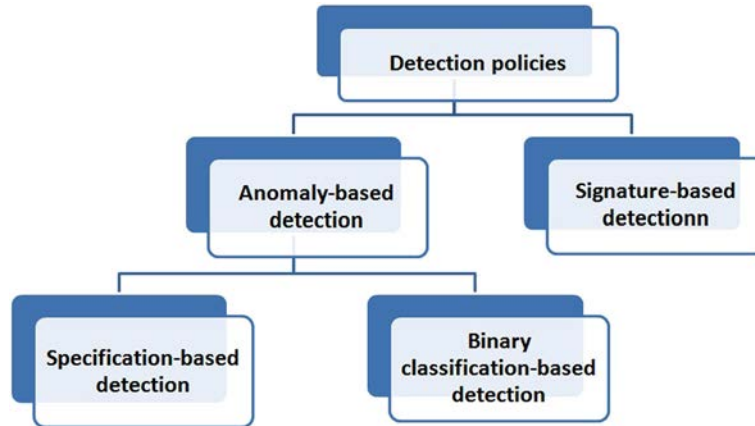 Detection policies
Anomaly-based
detection
Signature-based
detectionn
Specification-based
detection
Binary
classification-based
detection